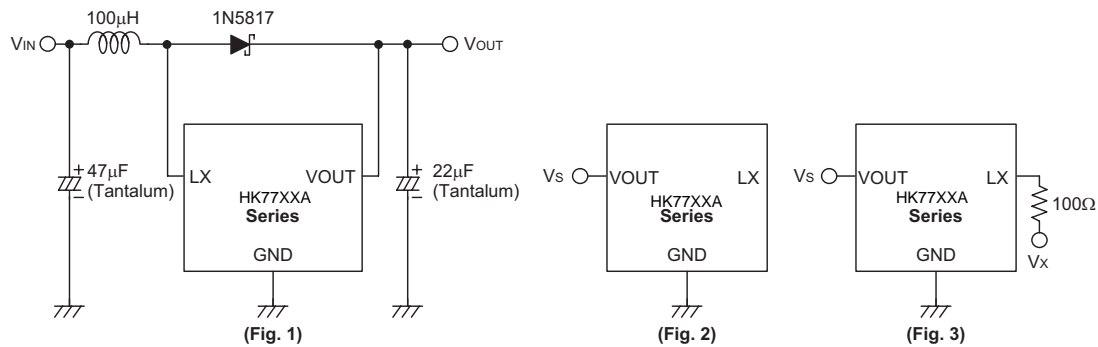 100μH
1N5817
VIN
VOUT
47μF
(Tantalum)
LX
VOUT
HK77XXA
Series
GND
22μF
(Tantalum)
(Fig. 1)
VS
VOUT
LX
HK77XXA
Series
GND
(Fig. 2)
VS
VOUT
LX
HK77XXA
Series
GND
100Ω
VX
(Fig. 3)